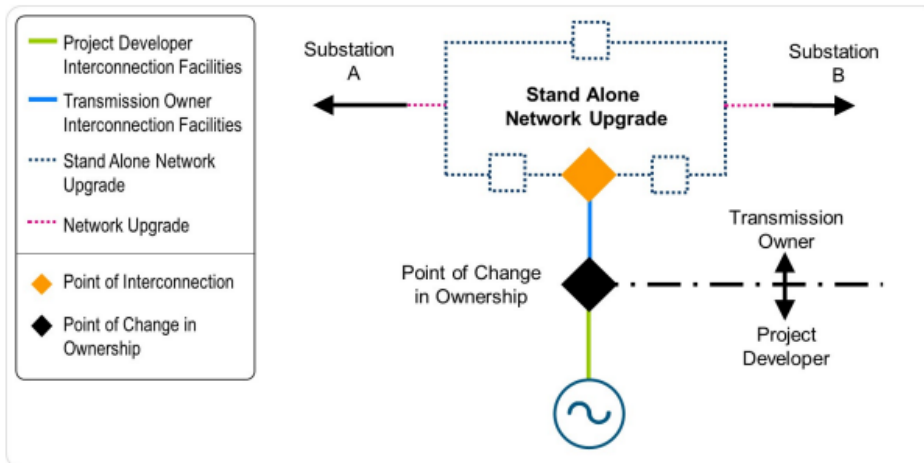 Project Developer
Interconnection Facilities
Transmission Owner
Interconnection Facilities
Stand Alone Network
Upgrade
Network Upgrade
Point of Interconnection
Point of Change in
Ownership
Substation
A
Substation
B
Stand Alone
Network Upgrade
Transmission
Owner
Point of Change
in Ownership
Project
Developer